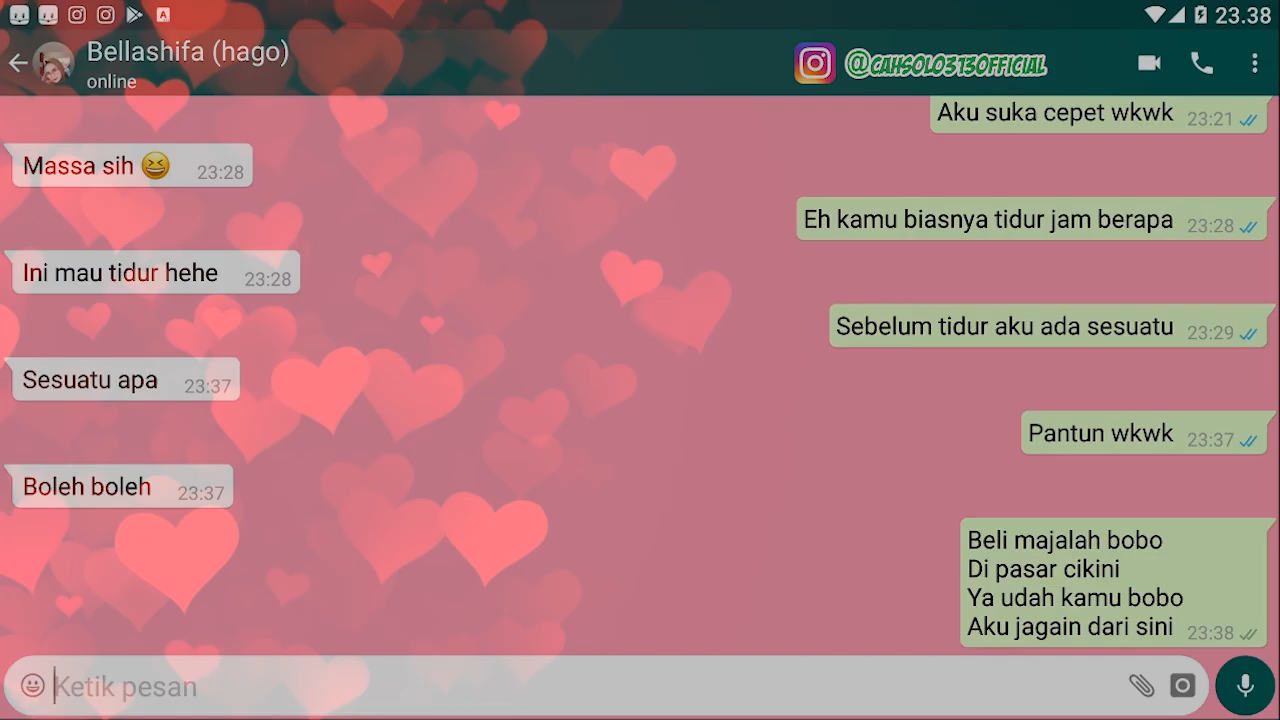 23.38
Bellashifa (hago)
online
@CAHSOLO313OFFICIAL
Aku suka cepet wkwk 23:21
Massa sih 😆 23:28
Eh kamu biasnya tidur jam berapa 23:28
Ini mau tidur hehe 23:28
Sebelum tidur aku ada sesuatu 23:29
Sesuatu apa 23:37
Pantun wkwk 23:37
Boleh boleh 23:37
Beli majalah bobo
Di pasar cikini
Ya udah kamu bobo
Aku jagain dari sini 23:38
Ketik pesan